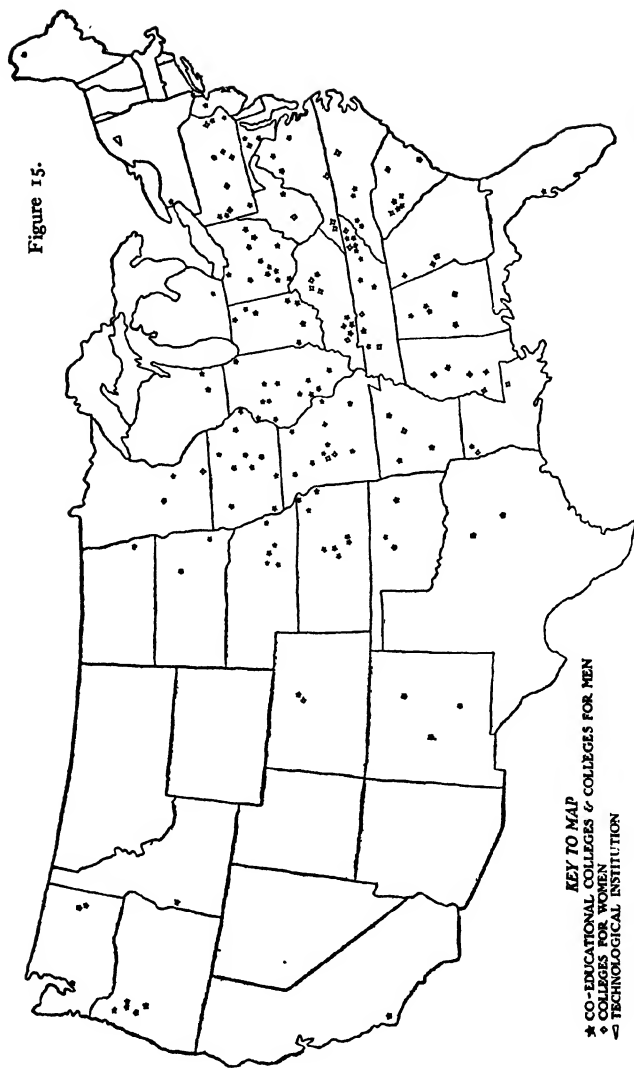 Figure 15.
KEY TO MAP
★ CO-EDUCATIONAL COLLEGES & COLLEGES FOR MEN
COLLEGES FOR WOMEN
TECHNOLOGICAL INSTITUTION